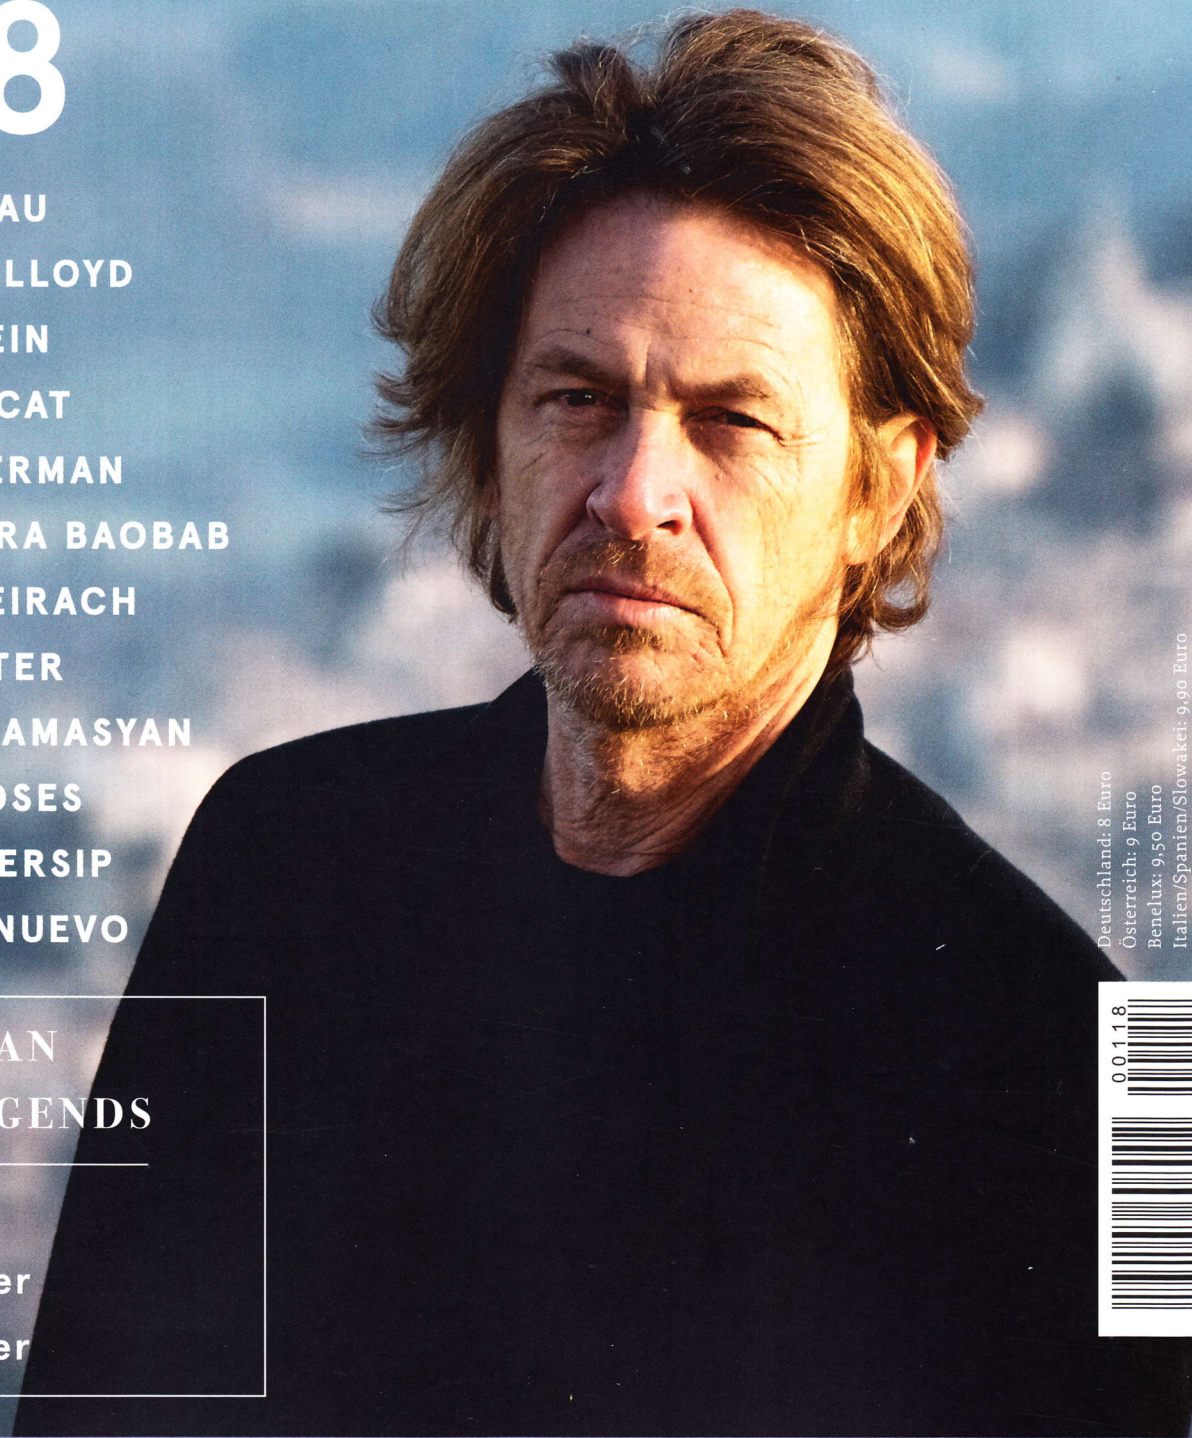 8
AU
LLOYD
EIN
CAT
ERMAN
RA BAOBAB
EIRACH
TER
AMASYAN
OSES
ERSIP
NUEVO
AN
GENDS
er
er
Deutschland: 8 Euro
Österreich: 9 Euro
Benelux: 9,50 Euro
Italien/Spanien/Slowakei: 9,90 Euro
00118